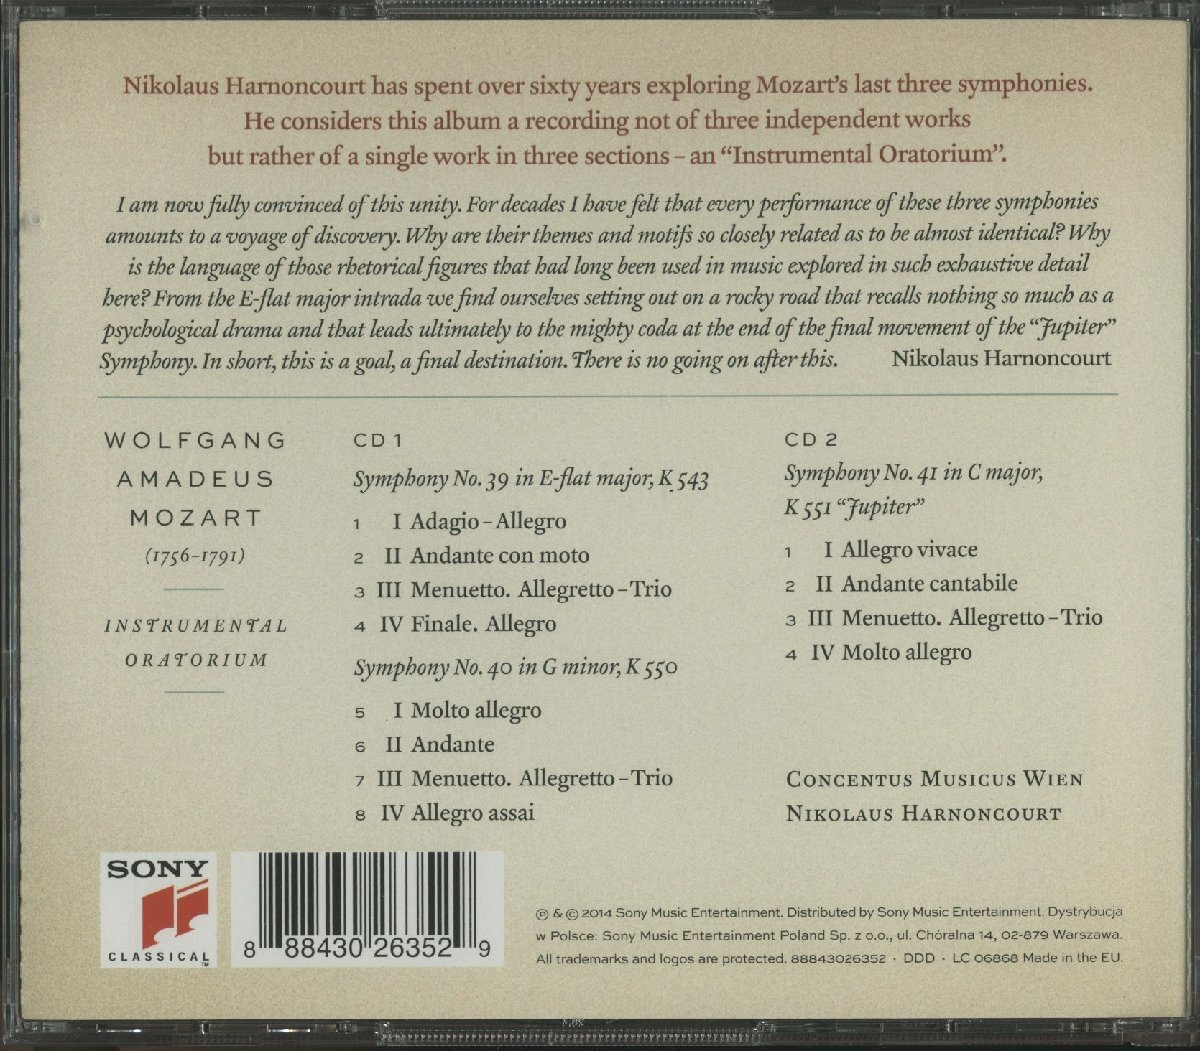 Nikolaus Harnoncourt has spent over sixty years exploring Mozart's last three symphonies.
He considers this album a recording not of three independent works
but rather of a single work in three sections – an "Instrumental Oratorium".
I am now fully convinced of this unity. For decades I have felt that every performance of these three symphonies
amounts to a voyage of discovery. Why are their themes and motifs so closely related as to be almost identical? Why
is the language of those rhetorical figures that had long been used in music explored in such exhaustive detail
here? From the E-flat major intrada we find ourselves setting out on a rocky road that recalls nothing so much as a
psychological drama and that leads ultimately to the mighty coda at the end of the final movement of the "Jupiter"
Symphony. In short, this is a goal, a final destination. There is no going on after this. Nikolaus Harnoncourt
WOLFGANG
AMADEUS
MOZART
(1756–1791)
INSTRUMENTAL
ORATORIUM
CD 1
Symphony No. 39 in E-flat major, K 543
1 I Adagio – Allegro
2 II Andante con moto
3 III Menuetto. Allegretto – Trio
4 IV Finale. Allegro
Symphony No. 40 in G minor, K 550
5 I Molto allegro
6 II Andante
7 III Menuetto. Allegretto – Trio
8 IV Allegro assai
CD 2
Symphony No. 41 in C major,
K 551 "Jupiter"
1 I Allegro vivace
2 II Andante cantabile
3 III Menuetto. Allegretto – Trio
4 IV Molto allegro
CONCENTUS MUSICUS WIEN
NIKOLAUS HARNONCOURT
SONY
CLASSICAL™
8 88430 26352 9
℗ & © 2014 Sony Music Entertainment. Distributed by Sony Music Entertainment. Dystrybucja
w Polsce: Sony Music Entertainment Poland Sp. z o.o., ul. Chóralna 14, 02-879 Warszawa.
All trademarks and logos are protected. 88843026352 · DDD · LC 06868 Made in the EU.